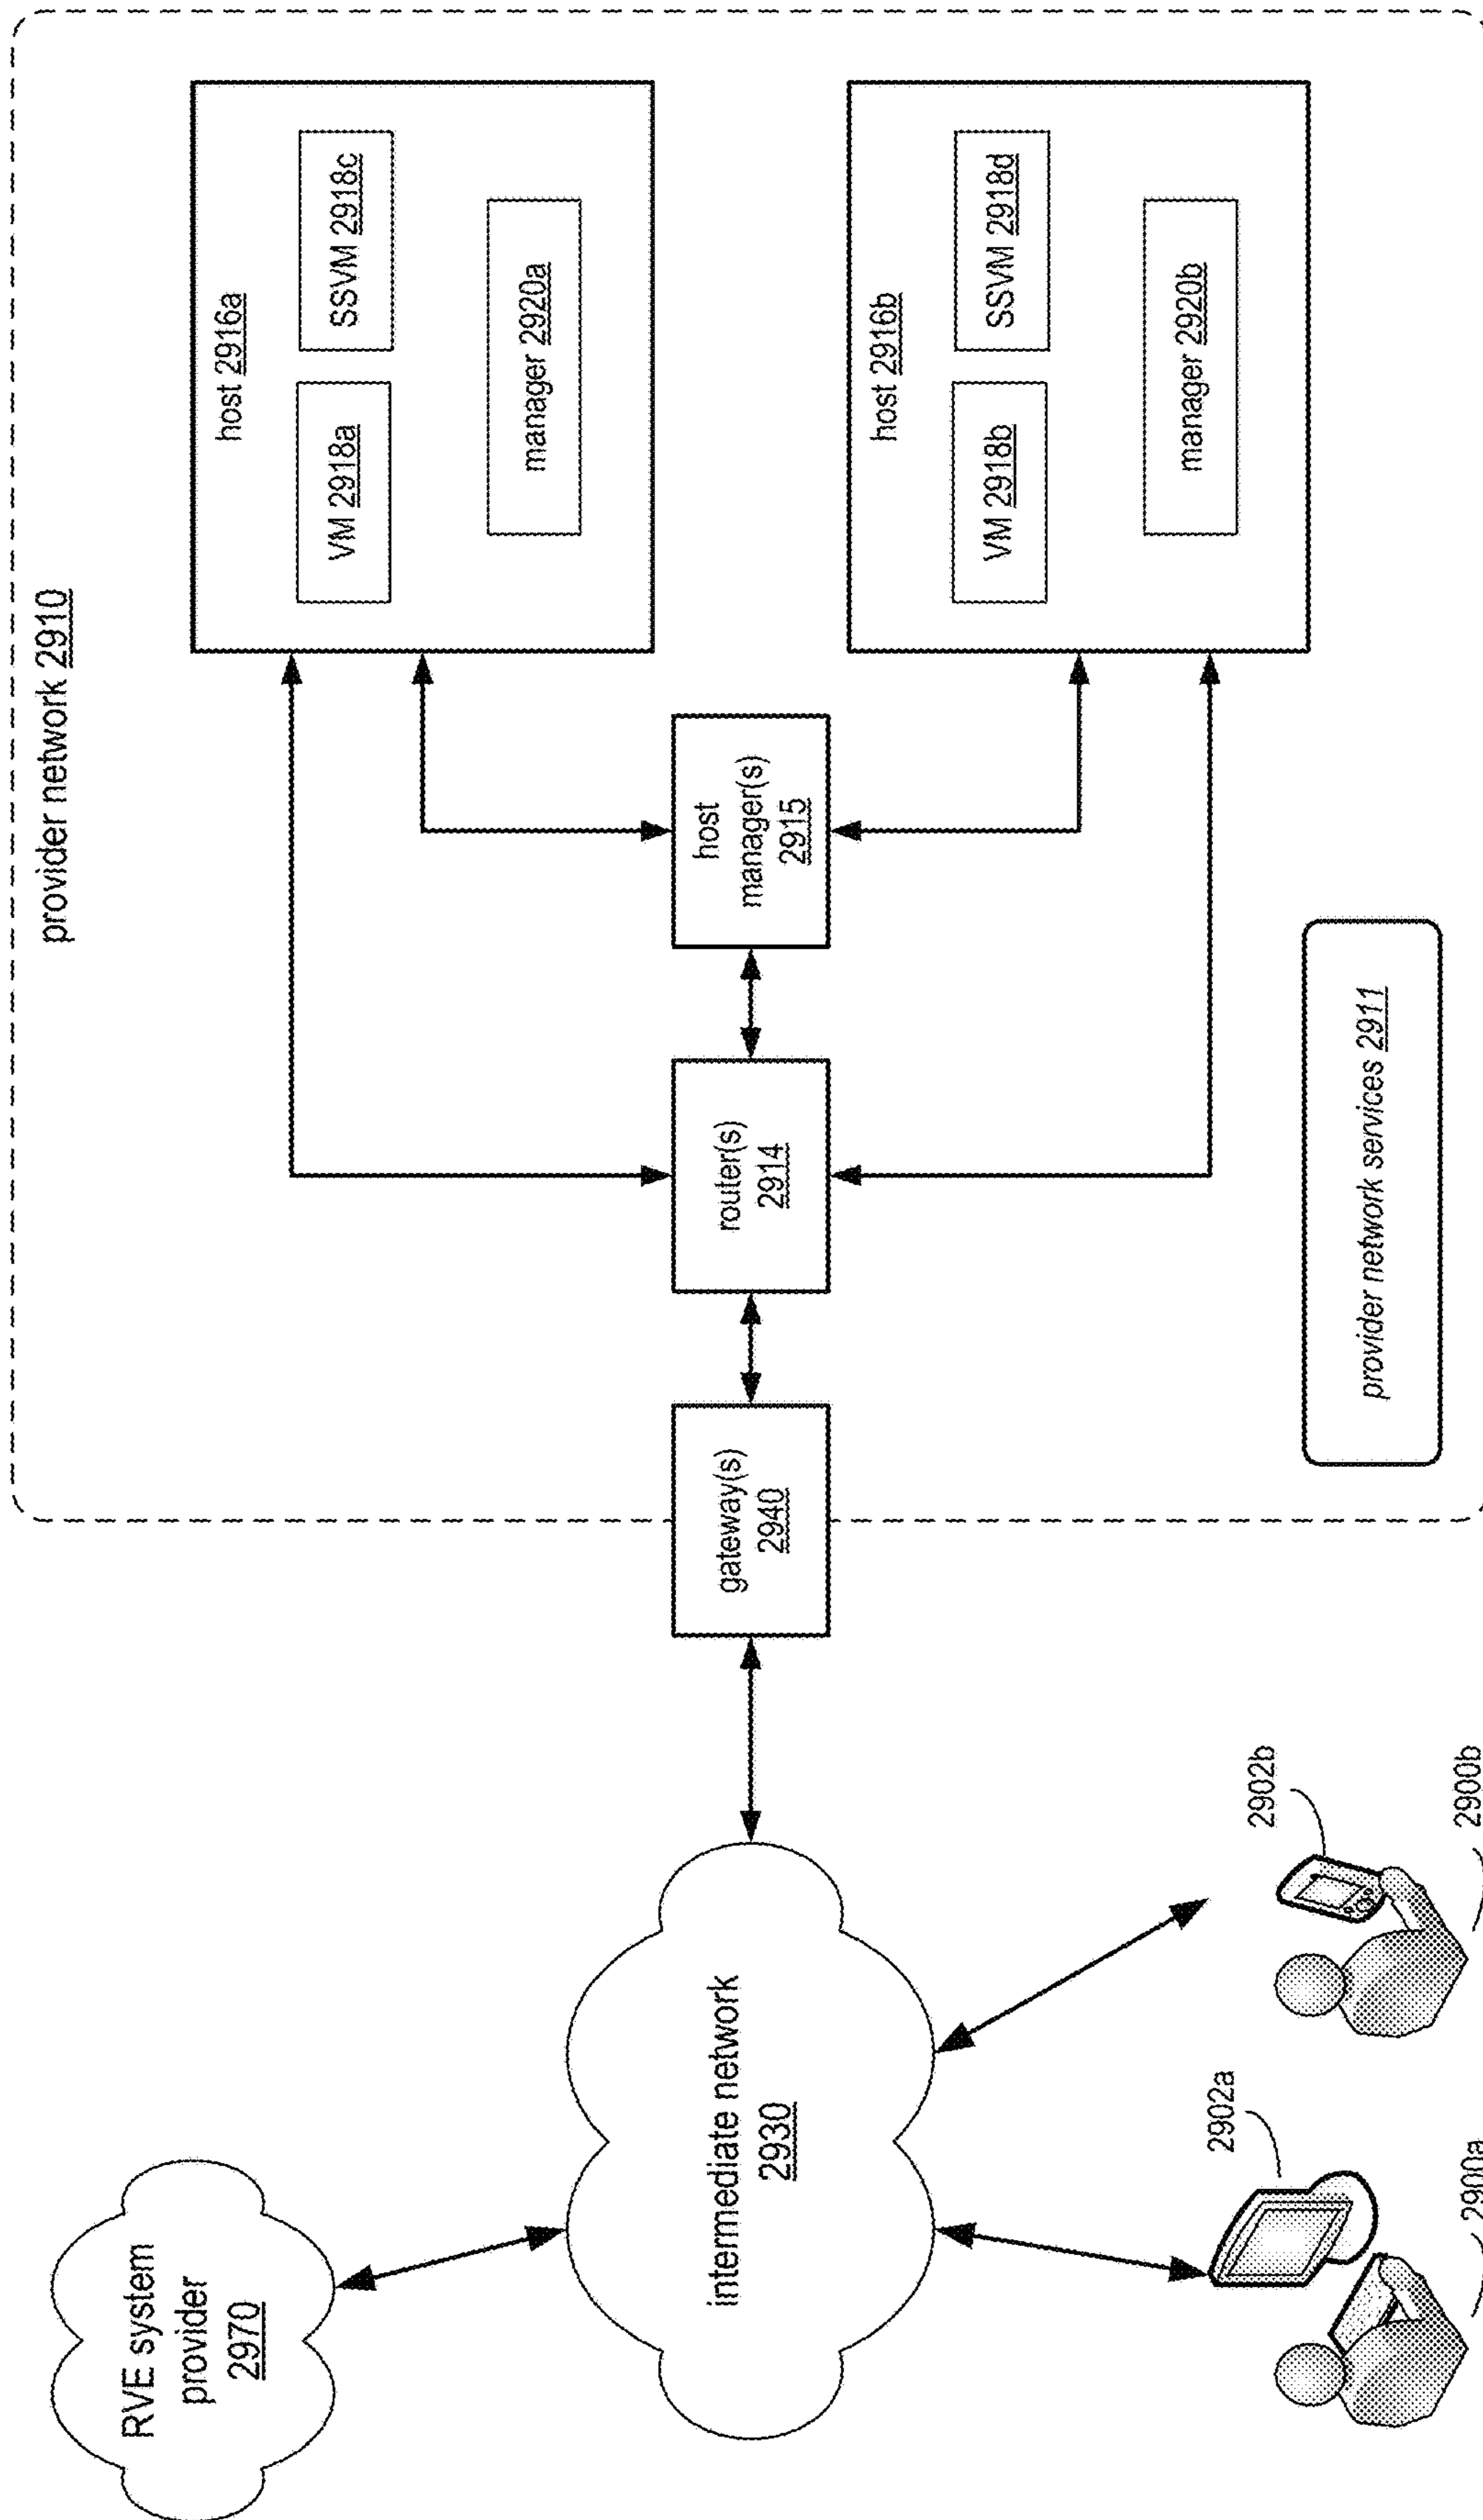 provider network 2910
RVE system
provider
2970
intermediate network
2930
gateway(s)
2940
router(s)
2914
host
manager(s)
2915
host 2916a
VM 2918a
SSVM 2918c
manager 2920a
host 2916b
VM 2918b
SSVM 2918d
manager 2920b
provider network services 2911
2902a
2900a
2902b
2900b